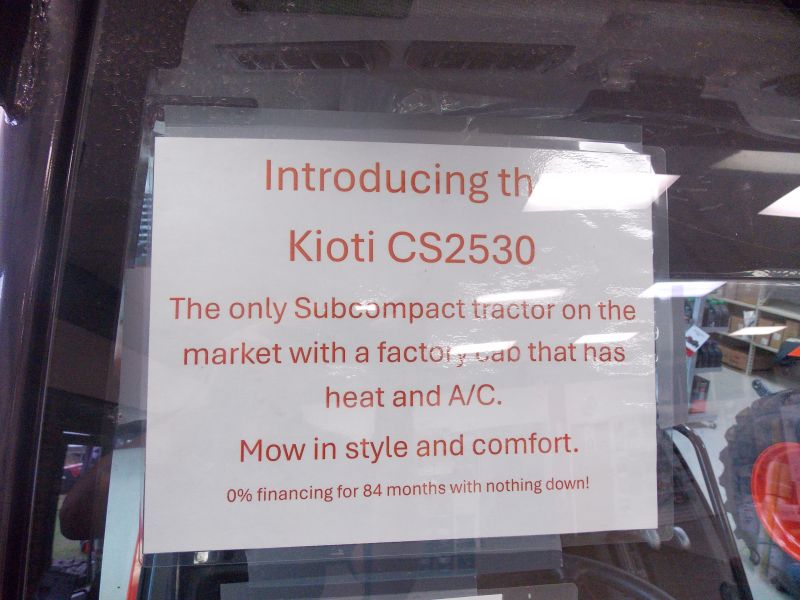 Introducing th
Kioti CS2530
The only Subcompact tractor on the
market with a factory cab that has
heat and A/C.
Mow in style and comfort.
0% financing for 84 months with nothing down!